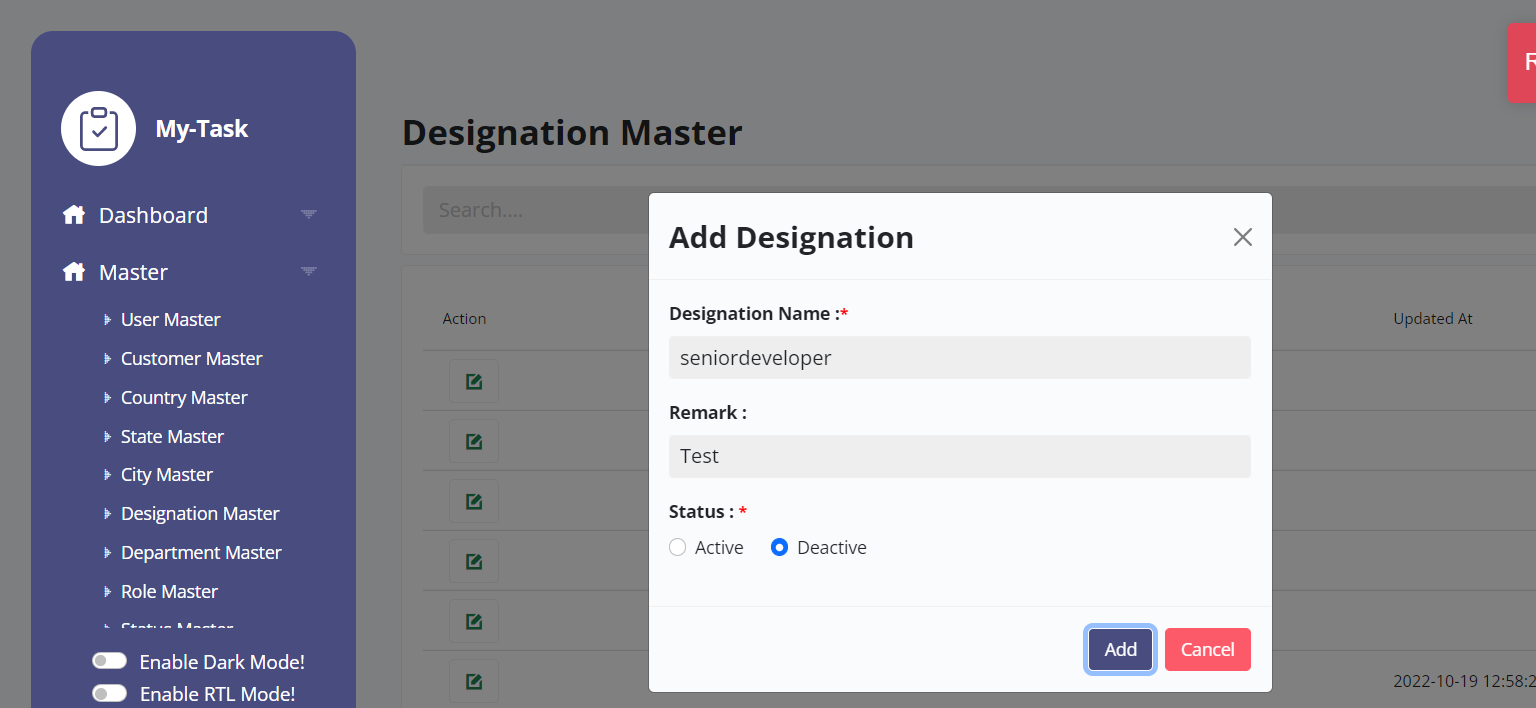 My-Task
Dashboard
Master
User Master
Customer Master
Country Master
State Master
City Master
Designation Master
Department Master
Role Master
Status Master
Enable Dark Mode!
Enable RTL Mode!
Designation Master
Search....
Action
Updated At
2022-10-19 12:58:2
Add Designation
Designation Name :*
seniordeveloper
Remark :
Test
Status : *
Active Deactive
Add Cancel